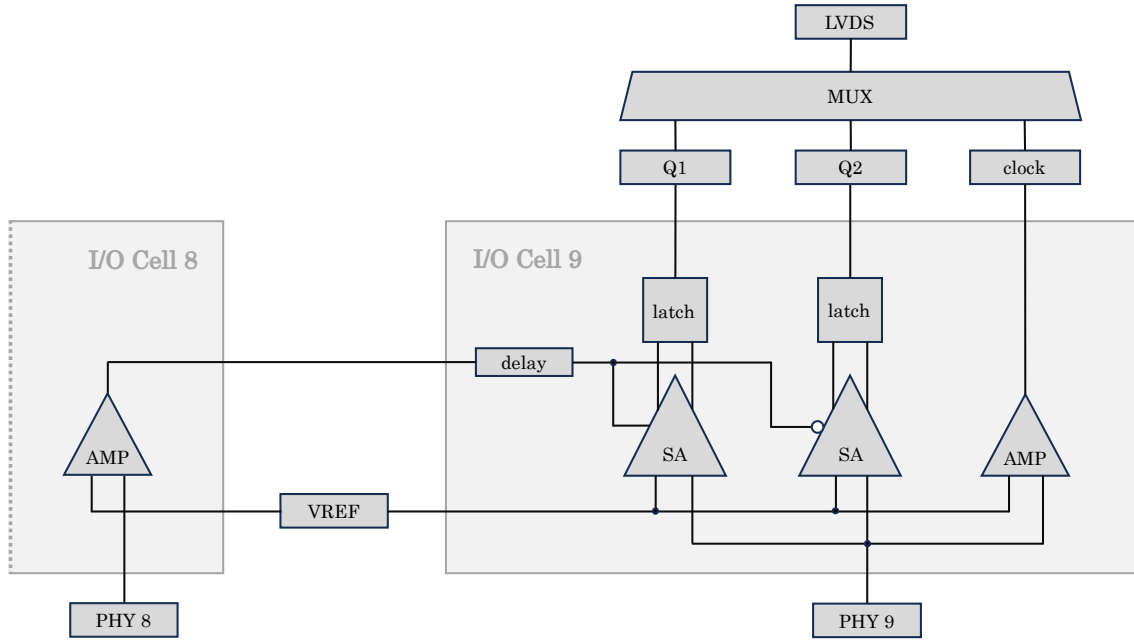 LVDS
MUX
Q1
Q2
clock
I/O Cell 8
I/O Cell 9
latch
latch
delay
AMP
SA
SA
AMP
VREF
PHY 8
PHY 9